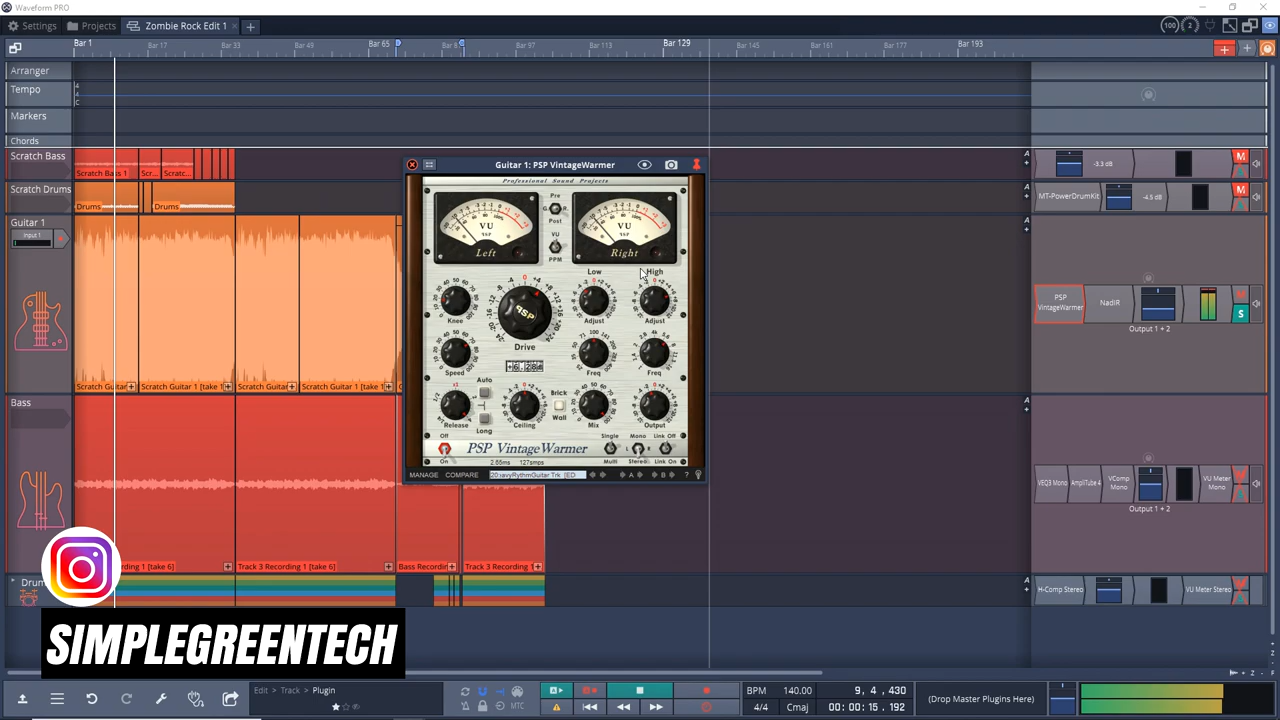 Waveform PRO
Settings
Projects
Zombie Rock Edit 1
Bar 1
Bar 17
Bar 33
Bar 49
Bar 65
Bar 97
Bar 113
Bar 129
Bar 145
Bar 161
Bar 177
Bar 193
Arranger
Tempo
4
4
C
Markers
Chords
Scratch Bass
Scratch Bass 1
Scr...
Scratc...
-3.3 dB
M
Scratch Drums
Drums
Drums
MT-PowerDrumKit
-4.5 dB
M
Guitar 1
Input 1
Scratch Guitar
Scratch Guitar 1 [take 1
Scratch Guitar
Scratch Guitar 1 [take 1
PSP VintageWarmer
NadIR
S
Output 1 + 2
Guitar 1: PSP VintageWarmer
Professional Sound Projects
Pre
Post
VU
PPM
VU
Left
VU
Right
Low
High
Knee
Drive
Adjust
Adjust
PSP
Speed
Freq
Freq
Auto
Long
Brick
Wall
Release
Ceiling
Mix
Output
Off
On
PSP VintageWarmer
Single
Multi
Mono
L
R
Stereo
Link Off
Link On
MANAGE
COMPARE
A
B
?
Bass
rding 1 [take 6]
Track 3 Recording 1 [take 6]
Bass Recordin
Track 3 Recording 1
VEQ3 Mono
AmpliTube 4
VComp Mono
VU Meter Mono
Output 1 + 2
Drum
H-Comp Stereo
VU Meter Stereo
SIMPLEGREENTECH
Edit > Track > Plugin
MTC
BPM
140.00
4/4
Cmaj
9, 4, 430
00: 00: 15 . 192
(Drop Master Plugins Here)